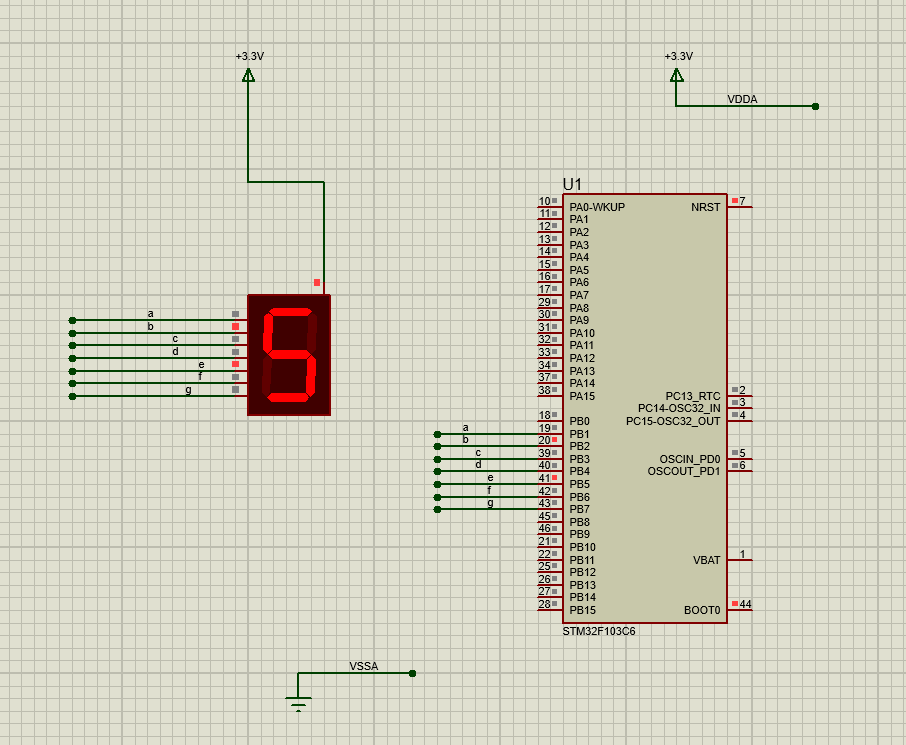 +3.3V
+3.3V
VDDA
U1
10 PA0-WKUP NRST 7
11 PA1
12 PA2
13 PA3
14 PA4
15 PA5
16 PA6
17 PA7
29 PA8
30 PA9
31 PA10
32 PA11
33 PA12
34 PA13
37 PA14
38 PA15
PC13_RTC 2
PC14-OSC32_IN 3
PC15-OSC32_OUT 4
18 PB0
19 PB1
20 PB2
39 PB3
40 PB4
41 PB5
42 PB6
43 PB7
45 PB8
46 PB9
21 PB10
22 PB11
25 PB12
26 PB13
27 PB14
28 PB15
OSCIN_PD0 5
OSCOUT_PD1 6
VBAT 1
BOOT0 44
STM32F103C6
a
b
c
d
e
f
g
5
a
b
c
d
e
f
g
VSSA